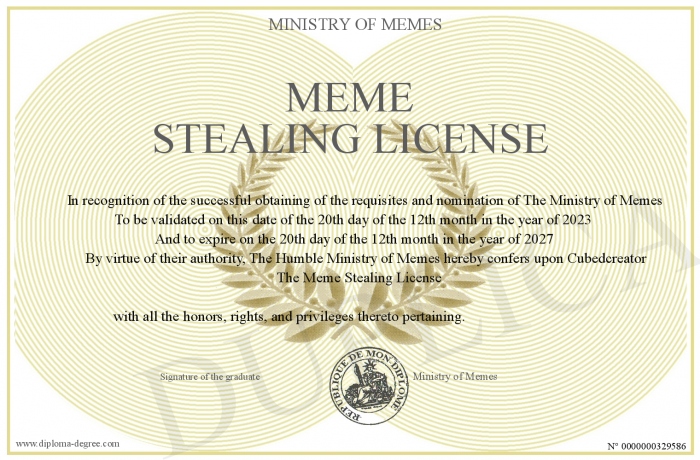 MINISTRY OF MEMES
MEME
STEALING LICENSE
In recognition of the successful obtaining of the requisites and nomination of The Ministry of Memes
To be validated on this date of the 20th day of the 12th month in the year of 2023
And to expire on the 20th day of the 12th month in the year of 2027
By virtue of their authority, The Humble Ministry of Memes hereby confers upon Cubedcreator
The Meme Stealing License
with all the honors, rights, and privileges thereto pertaining.
Signature of the graduate
REPUBLIQUE DE MON DIPLOME
Ministry of Memes
DUPLICATA
www.diploma-degree.com
N° 0000000329586